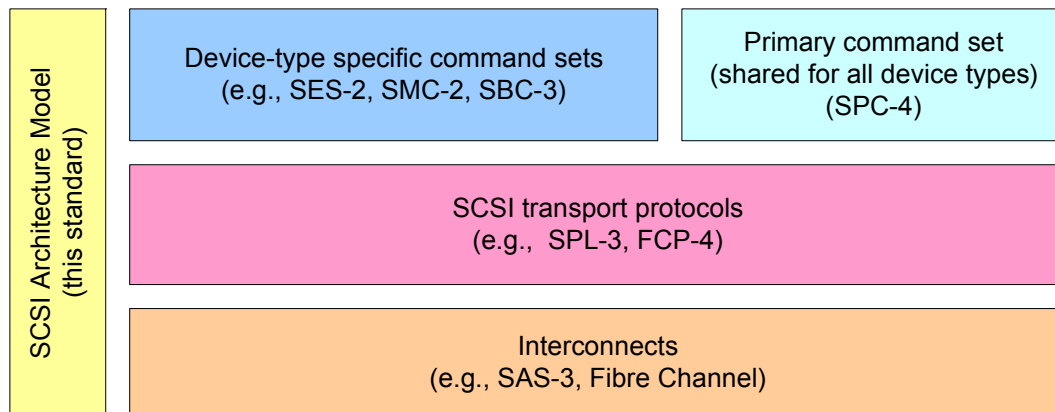 SCSI Architecture Model
(this standard)
Device-type specific command sets
(e.g., SES-2, SMC-2, SBC-3)
Primary command set
(shared for all device types)
(SPC-4)
SCSI transport protocols
(e.g., SPL-3, FCP-4)
Interconnects
(e.g., SAS-3, Fibre Channel)